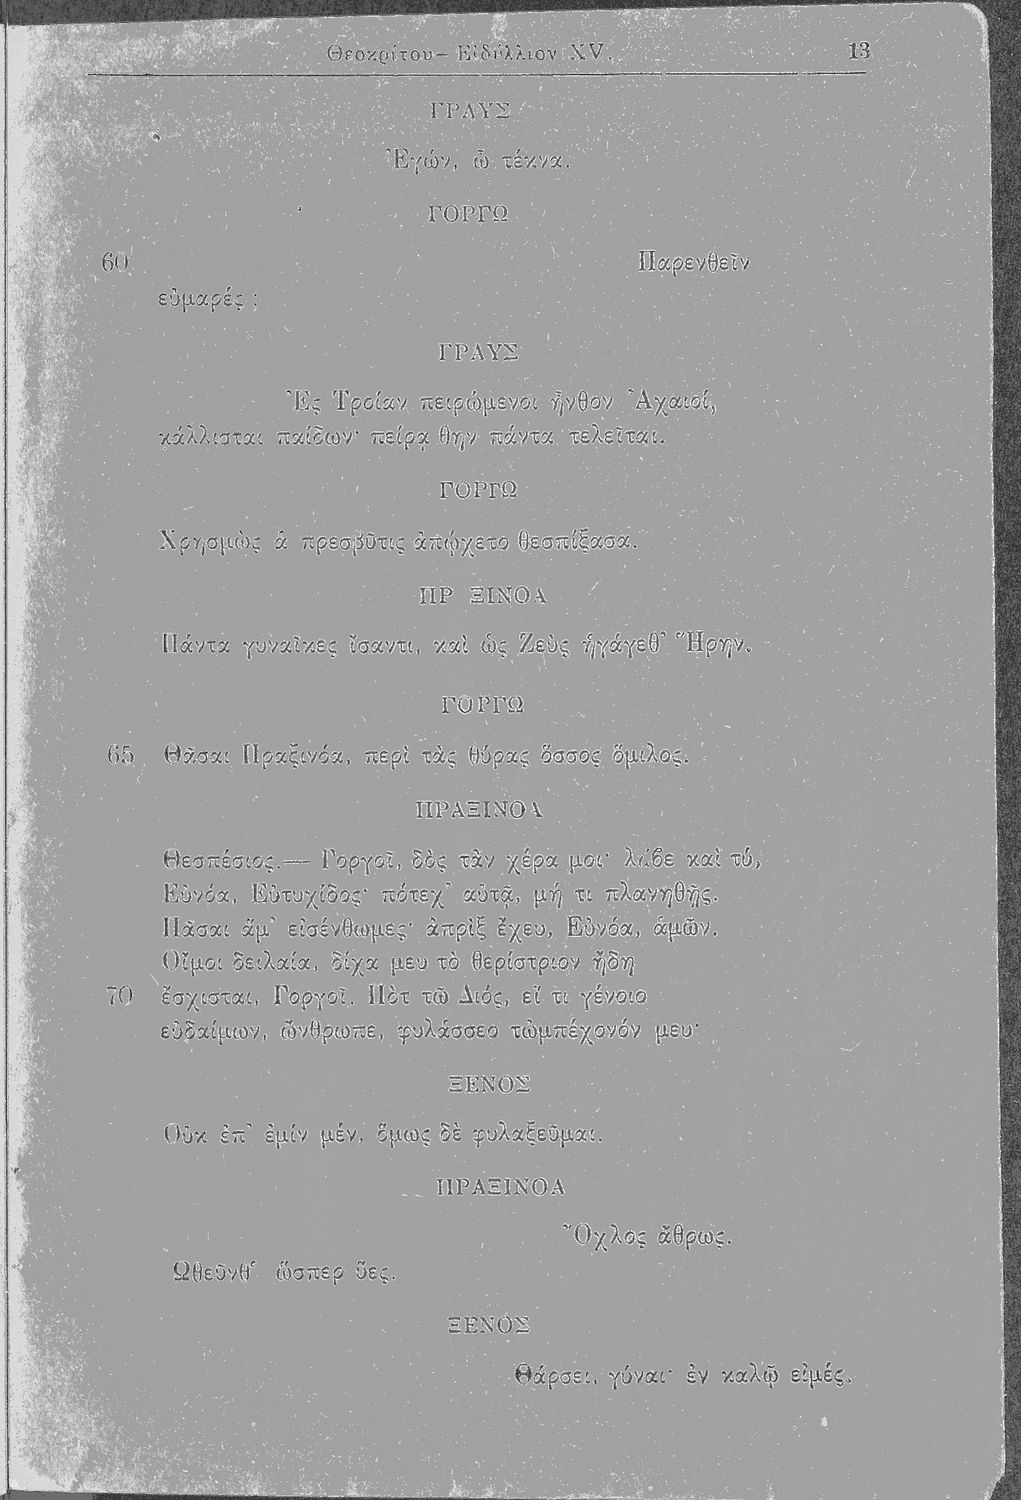 Θεοκρίτου– Εἰδύλλιον XV. 13
ΓΡΑΥΣ
Ἐγών, ὦ τέκνα.
ΓΟΡΓΩ
60 Παρενθεῖν
εὐμαρές ;
ΓΡΑΥΣ
Ἐς Τροίαν πειρώμενοι ἦνθον Ἀχαιοί,
κάλλισται παίδων· πείρᾳ θην πάντα τελεῖται.
ΓΟΡΓΩ
Χρησμὼς ἁ πρεσβῦτις ἀπῴχετο θεσπίξασα.
ΠΡ ΞΙΝΟΑ
Πάντα γυναῖκες ἴσαντι, καὶ ὡς Ζεὺς ἠγάγεθ’ Ἥρην.
ΓΟΡΓΩ
65 Θᾶσαι Πραξινόα, περὶ τὰς θύρας ὅσσος ὅμιλος.
ΠΡΑΞΙΝΟΑ
Θεσπέσιος.— Γοργοῖ, δὸς τὰν χέρα μοι· λάβε καὶ τύ,
Εὐνόα, Εὐτυχίδος· πότεχ’ αὐτᾷ, μή τι πλανηθῇς.
Πᾶσαι ἅμ’ εἰσένθωμες· ἀπρὶξ ἔχευ, Εὐνόα, ἁμῶν.
Οἴμοι δειλαία, δίχα μευ τὸ θερίστριον ἤδη
70 ἔσχισται, Γοργοῖ. Πὸτ τῶ Διός, εἴ τι γένοιο
εὐδαίμων, ὤνθρωπε, φυλάσσεο τὠμπέχονόν μευ·
ΞΕΝΟΣ
Οὐκ ἐπ’ ἐμίν μέν, ὅμως δὲ φυλαξεῦμαι.
ΠΡΑΞΙΝΟΑ
Ὄχλος ἄθρως.
Ὠθεῦνθ’ ὥσπερ ὕες.
ΞΕΝΟΣ
Θάρσει, γύναι· ἐν καλῷ εἰμές.